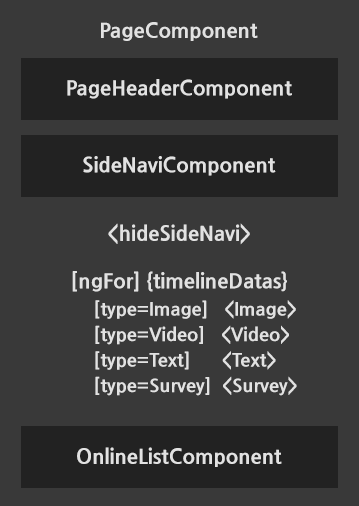 PageComponent
PageHeaderComponent
SideNaviComponent
<hideSideNavi>
[ngFor] {timelineDatas}
[type=Image] <Image>
[type=Video] <Video>
[type=Text] <Text>
[type=Survey] <Survey>
OnlineListComponent